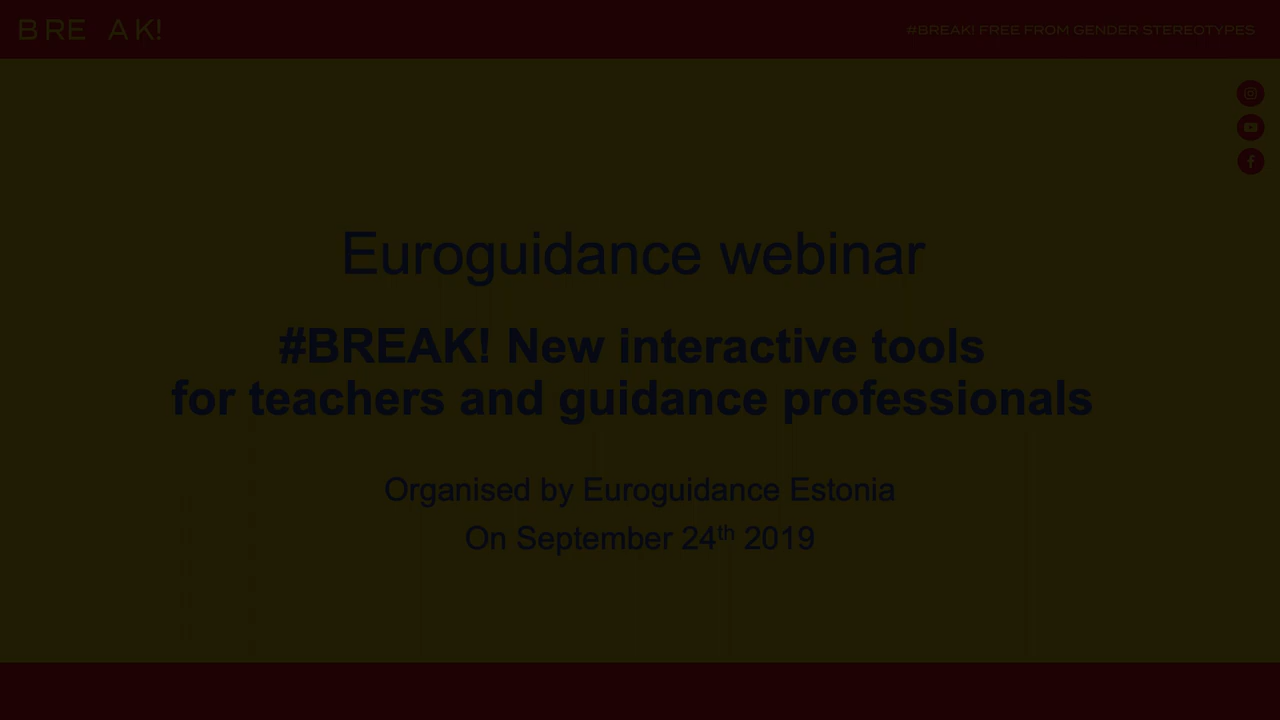 BRE AK!
#BREAK! FREE FROM GENDER STEREOTYPES
Euroguidance webinar
#BREAK! New interactive tools
for teachers and guidance professionals
Organised by Euroguidance Estonia
On September 24th 2019